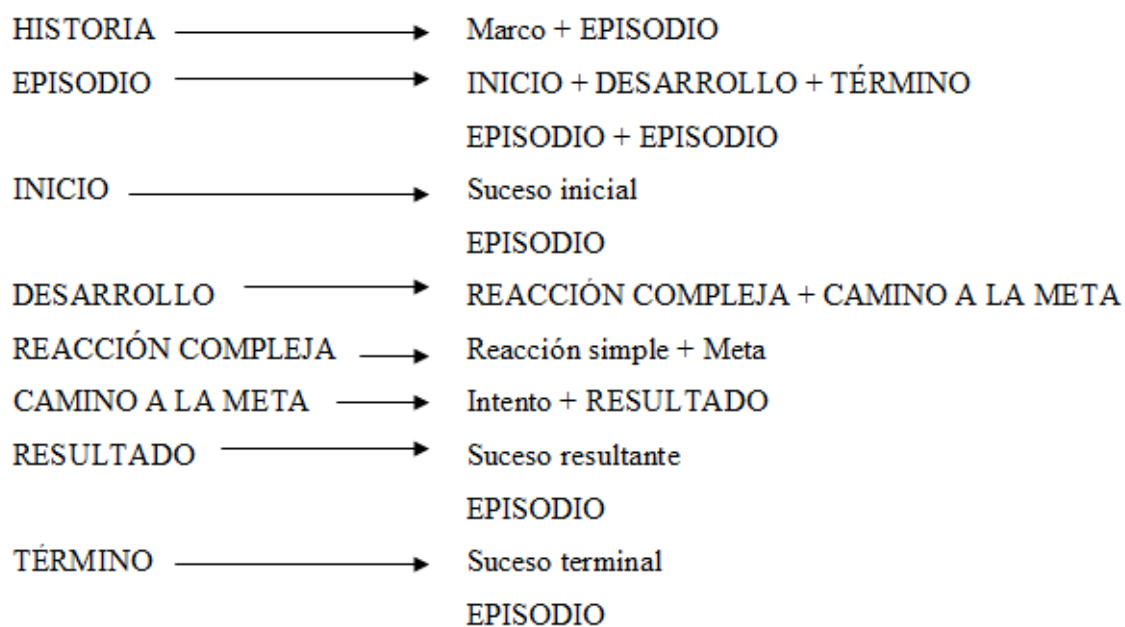 HISTORIA Marco + EPISODIO
EPISODIO INICIO + DESARROLLO + TÉRMINO
EPISODIO + EPISODIO
INICIO Suceso inicial
EPISODIO
DESARROLLO REACCIÓN COMPLEJA + CAMINO A LA META
REACCIÓN COMPLEJA Reacción simple + Meta
CAMINO A LA META Intento + RESULTADO
RESULTADO Suceso resultante
EPISODIO
TÉRMINO Suceso terminal
EPISODIO